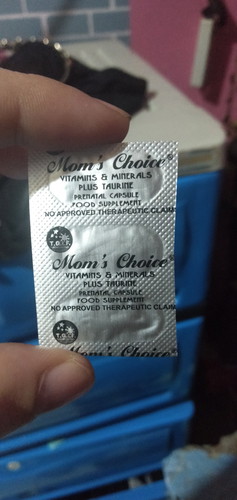 Mom's Choice®
VITAMINS & MINERALS
PLUS TAURINE
PRENATAL CAPSULE
FOOD SUPPLEMENT
NO APPROVED THERAPEUTIC CLAIM
Mom's Choice®
VITAMINS & MINERALS
PLUS TAURINE
PRENATAL CAPSULE
FOOD SUPPLEMENT
NO APPROVED THERAPEUTIC CLAIM
Mom's Choice®